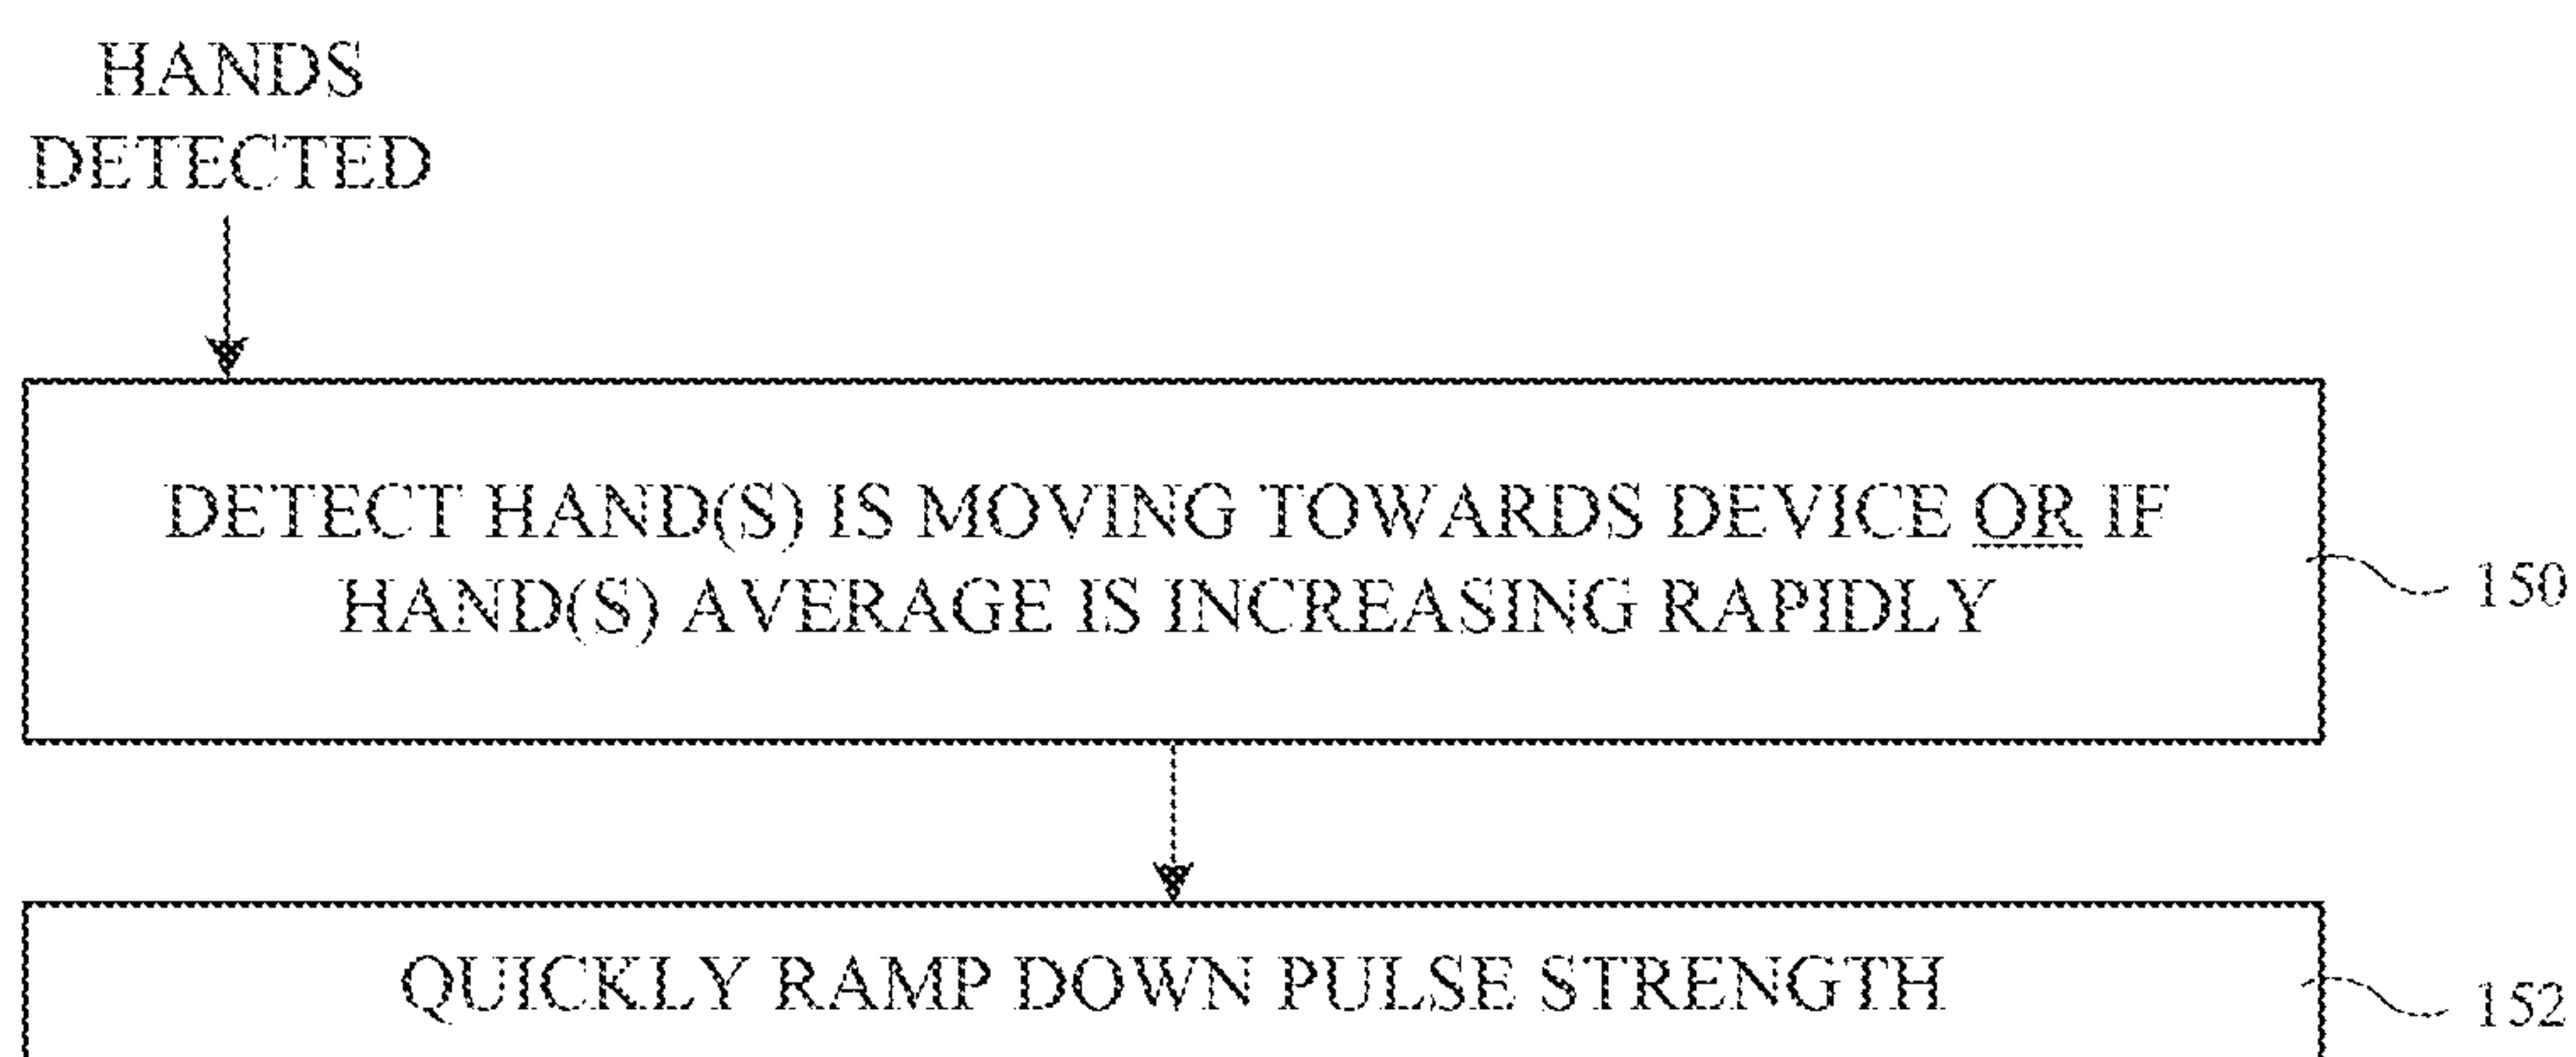 HANDS
DETECTED
DETECT HAND(S) IS MOVING TOWARDS DEVICE OR IF
HAND(S) AVERAGE IS INCREASING RAPIDLY
150
QUICKLY RAMP DOWN PULSE STRENGTH
152